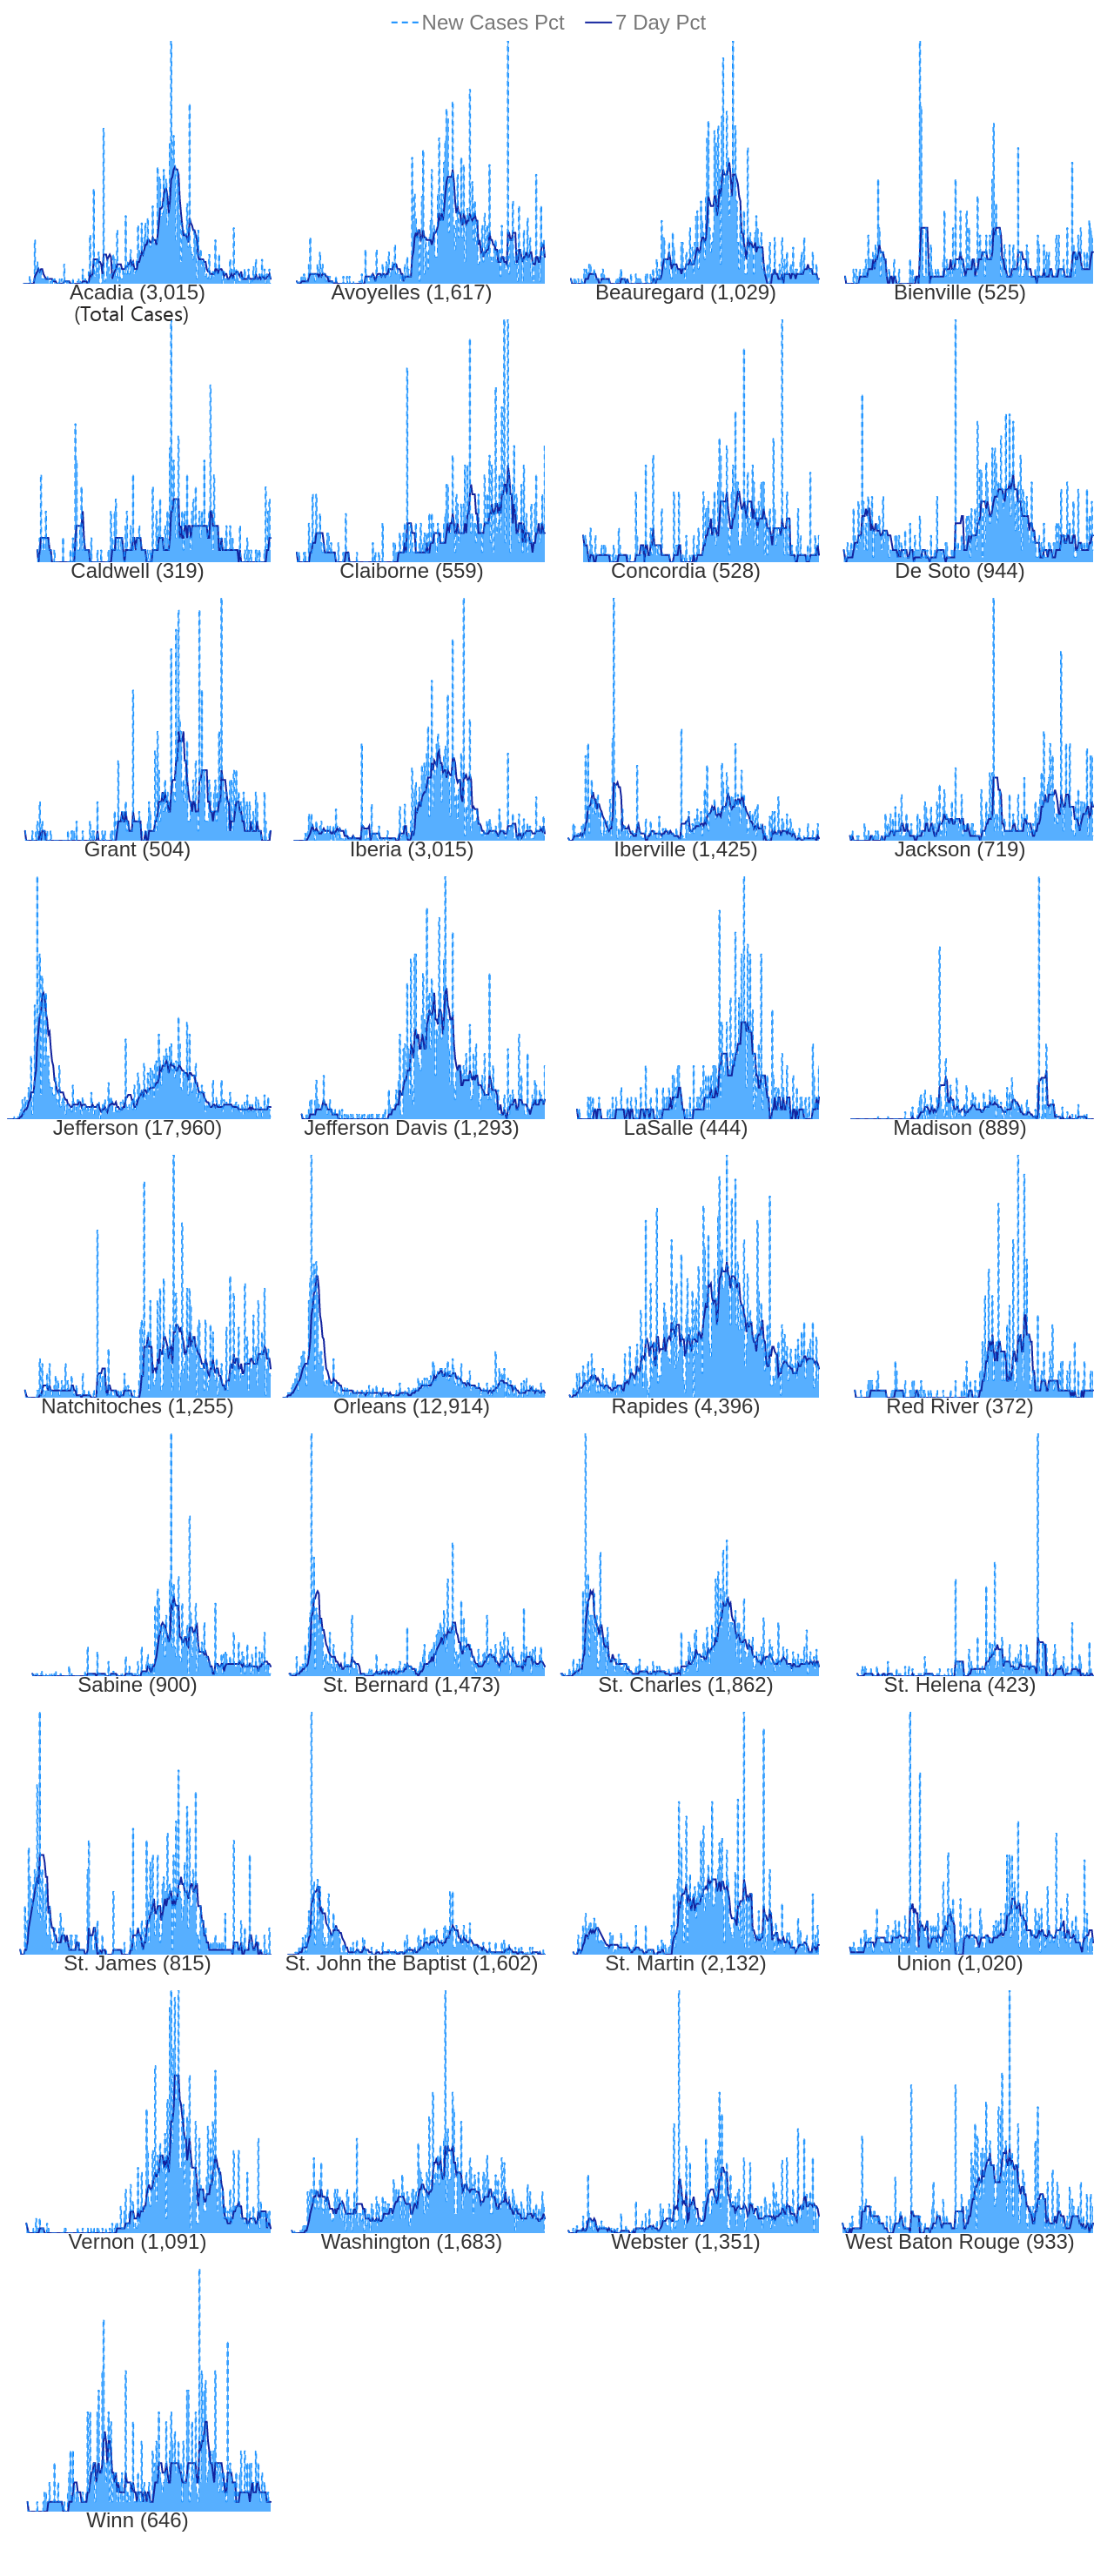 New Cases Pct 7 Day Pct
Acadia (3,015) Avoyelles (1,617) Beauregard (1,029) Bienville (525)
(Total Cases)
Caldwell (319) Claiborne (559) Concordia (528) De Soto (944)
Grant (504) Iberia (3,015) Iberville (1,425) Jackson (719)
Jefferson (17,960) Jefferson Davis (1,293) LaSalle (444) Madison (889)
Natchitoches (1,255) Orleans (12,914) Rapides (4,396) Red River (372)
Sabine (900) St. Bernard (1,473) St. Charles (1,862) St. Helena (423)
St. James (815) St. John the Baptist (1,602) St. Martin (2,132) Union (1,020)
Vernon (1,091) Washington (1,683) Webster (1,351) West Baton Rouge (933)
Winn (646)